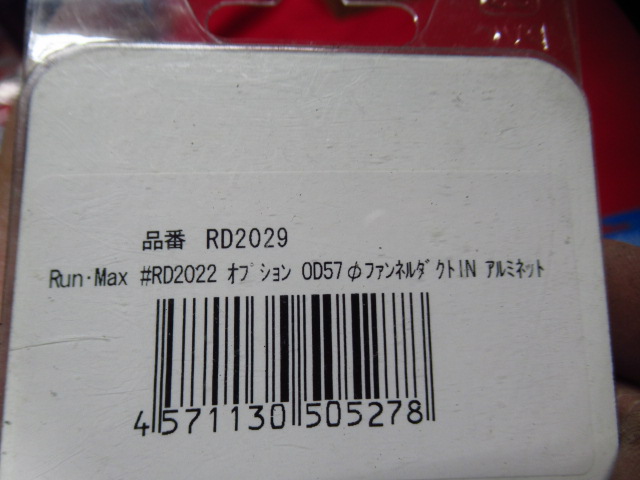 品番 RD2029
Run･Max #RD2022 ｵﾌﾟｼｮﾝ OD57φﾌｧﾝﾈﾙﾀﾞｸﾄIN ｱﾙﾐﾈｯﾄ
4571130505278